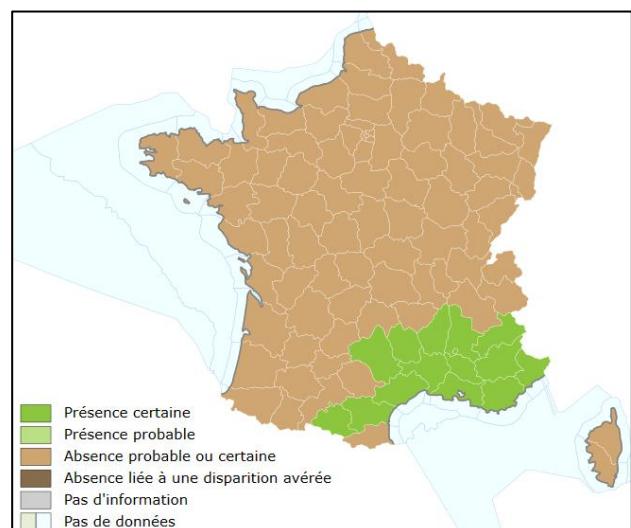 Présence certaine
Présence probable
Absence probable ou certaine
Absence liée à une disparition avérée
Pas d'information
Pas de données